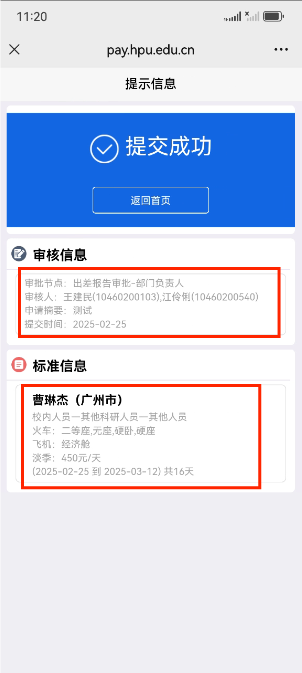 11:20
pay.hpu.edu.cn
提示信息
提交成功
返回首页
审核信息
审批节点：出差报告审批-部门负责人
审核人：王建民(10460200103),江伶俐(10460200540)
申请摘要：测试
提交时间：2025-02-25
标准信息
曹琳杰（广州市）
校内人员—其他科研人员—其他人员
火车：二等座,元座,硬卧,硬座
飞机：经济舱
淡季：450元/天
(2025-02-25 到 2025-03-12) 共16天